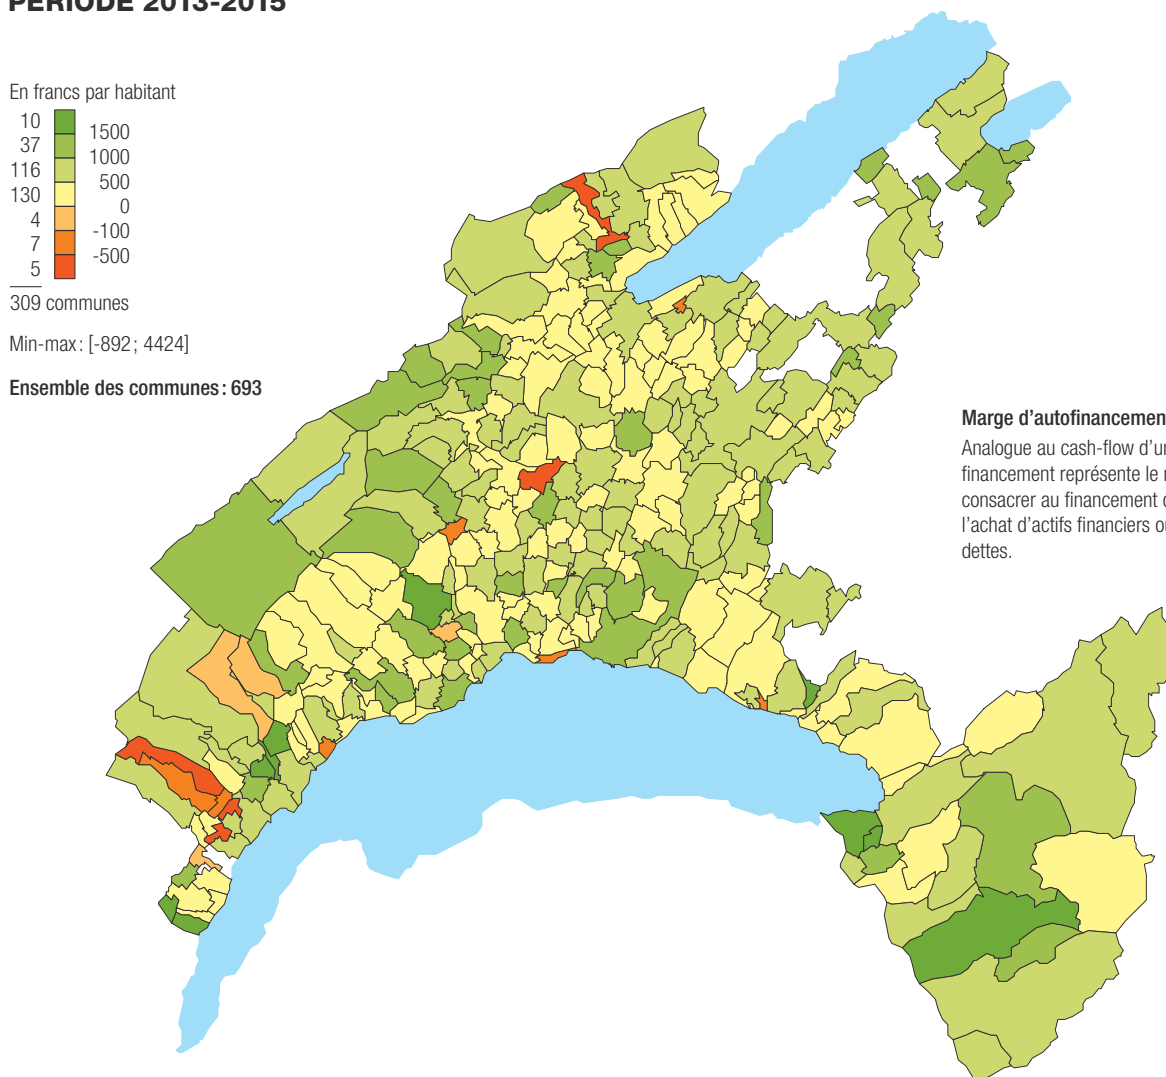 PÉRIODE 2013-2015
En francs par habitant
10
1500
37
1000
116
500
130
0
4
-100
7
-500
5
309 communes
Min-max : [-892 ; 4424]
Ensemble des communes : 693
Marge d'autofinancemen
Analogue au cash-flow d'u
financement représente le
consacrer au financement
l'achat d'actifs financiers o
dettes.